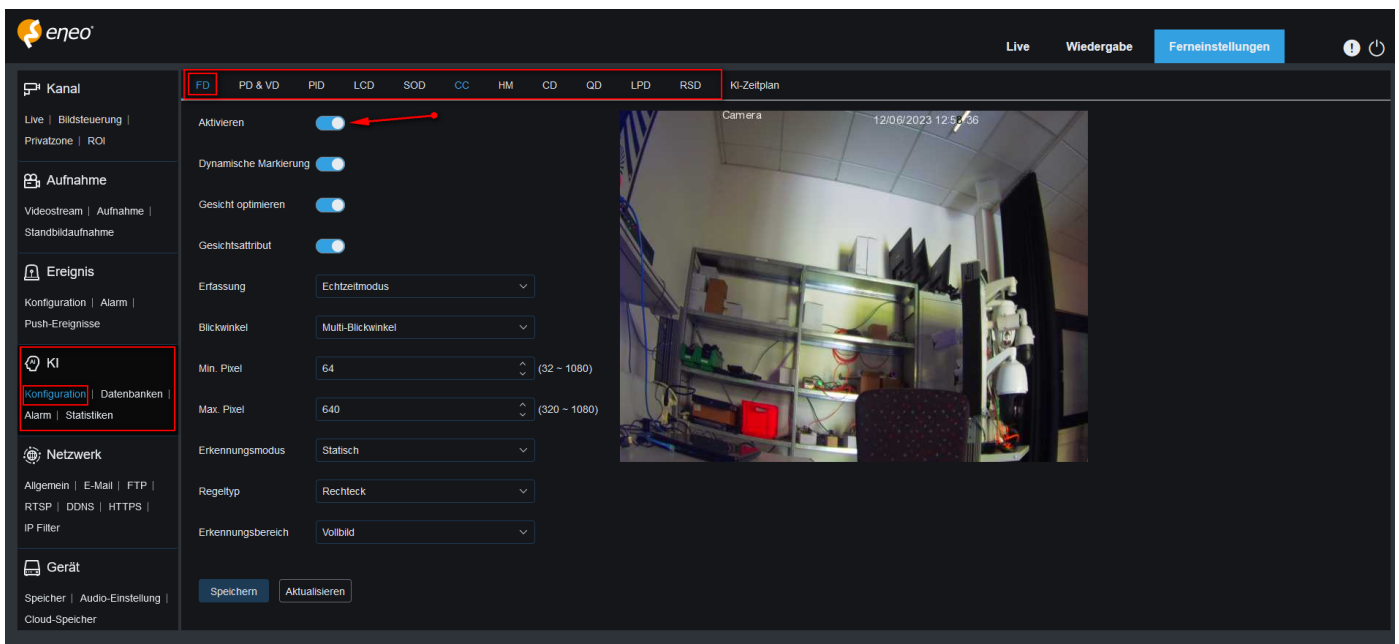 eneo
Live Wiedergabe Ferneinstellungen
Kanal
Live | Bildsteuerung |
Privatzone | ROI
Aufnahme
Videostream | Aufnahme |
Standbildaufnahme
Ereignis
Konfiguration | Alarm |
Push-Ereignisse
KI
Konfiguration | Datenbanken |
Alarm | Statistiken
Netzwerk
Allgemein | E-Mail | FTP |
RTSP | DDNS | HTTPS |
IP Filter
Gerät
Speicher | Audio-Einstellung |
Cloud-Speicher
FD PD & VD PID LCD SOD CC HM CD QD LPD RSD KI-Zeitplan
Aktivieren
Dynamische Markierung
Gesicht optimieren
Gesichtsattribut
Erfassung Echtzeitmodus
Blickwinkel Multi-Blickwinkel
Min. Pixel 64 (32 ~ 1080)
Max. Pixel 640 (320 ~ 1080)
Erkennungsmodus Statisch
Regeltyp Rechteck
Erkennungsbereich Vollbild
Speichern Aktualisieren
Camera 12/06/2023